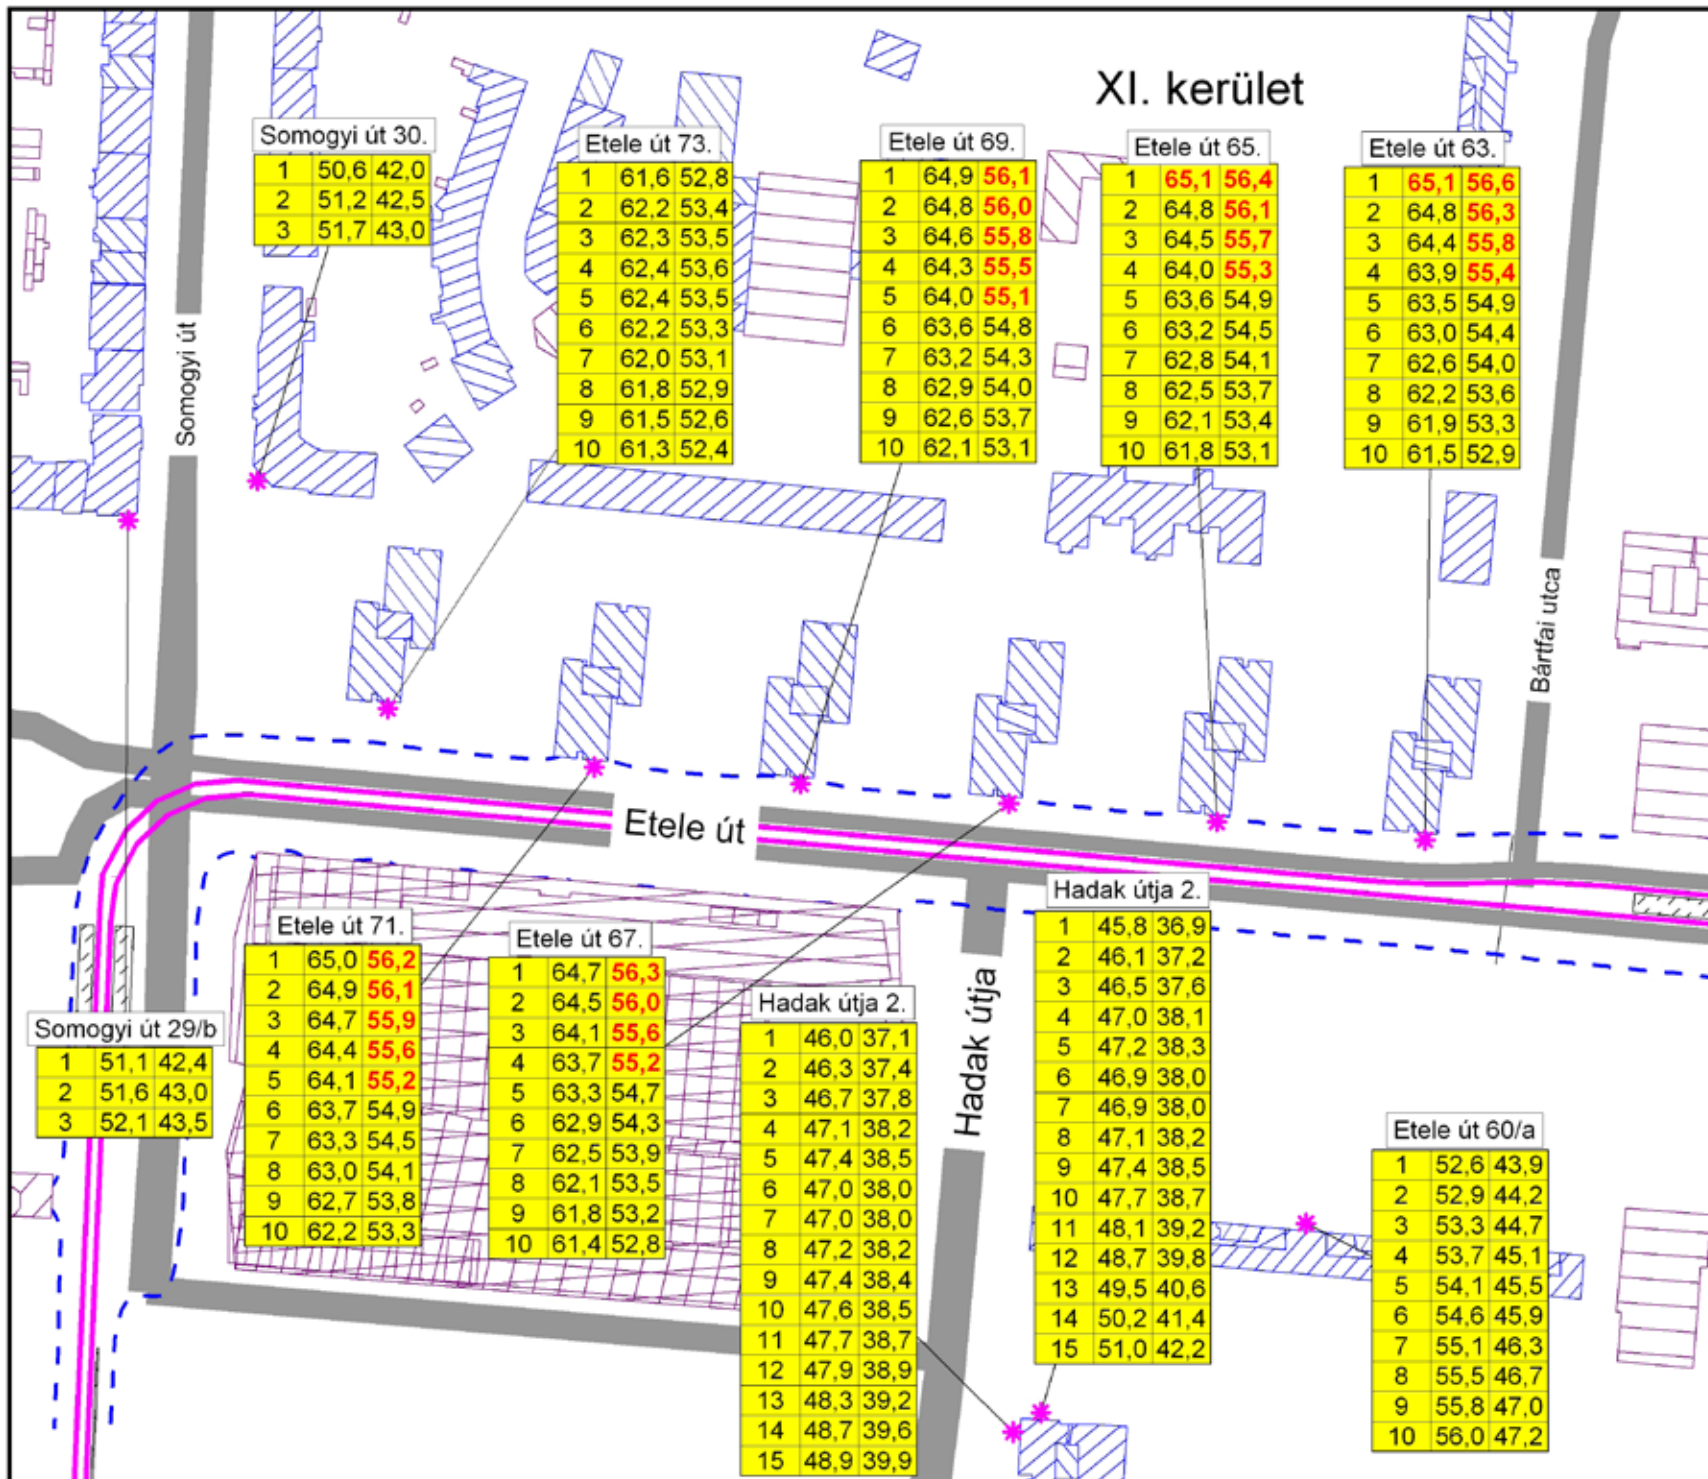 XI. kerület
Somogyi út 30.
1 50,6 42,0
2 51,2 42,5
3 51,7 43,0
Etele út 73.
1 61,6 52,8
2 62,2 53,4
3 62,3 53,5
4 62,4 53,6
5 62,4 53,5
6 62,2 53,3
7 62,0 53,1
8 61,8 52,9
9 61,5 52,6
10 61,3 52,4
Etele út 69.
1 64,9 56,1
2 64,8 56,0
3 64,6 55,8
4 64,3 55,5
5 64,0 55,1
6 63,6 54,8
7 63,2 54,3
8 62,9 54,0
9 62,6 53,7
10 62,1 53,1
Etele út 65.
1 65,1 56,4
2 64,8 56,1
3 64,5 55,7
4 64,0 55,3
5 63,6 54,9
6 63,2 54,5
7 62,8 54,1
8 62,5 53,7
9 62,1 53,4
10 61,8 53,1
Etele út 63.
1 65,1 56,6
2 64,8 56,3
3 64,4 55,8
4 63,9 55,4
5 63,5 54,9
6 63,0 54,4
7 62,6 54,0
8 62,2 53,6
9 61,9 53,3
10 61,5 52,9
Somogyi út
Bártfai utca
Etele út
Hadak útja
Somogyi út 29/b
1 51,1 42,4
2 51,6 43,0
3 52,1 43,5
Etele út 71.
1 65,0 56,2
2 64,9 56,1
3 64,7 55,9
4 64,4 55,6
5 64,1 55,2
6 63,7 54,9
7 63,3 54,5
8 63,0 54,1
9 62,7 53,8
10 62,2 53,3
Etele út 67.
1 64,7 56,3
2 64,5 56,0
3 64,1 55,6
4 63,7 55,2
5 63,3 54,7
6 62,9 54,3
7 62,5 53,9
8 62,1 53,5
9 61,8 53,2
10 61,4 52,8
Hadak útja 2.
1 46,0 37,1
2 46,3 37,4
3 46,7 37,8
4 47,1 38,2
5 47,4 38,5
6 47,0 38,0
7 47,0 38,0
8 47,2 38,2
9 47,4 38,4
10 47,6 38,5
11 47,7 38,7
12 47,9 38,9
13 48,3 39,2
14 48,7 39,6
15 48,9 39,9
Hadak útja 2.
1 45,8 36,9
2 46,1 37,2
3 46,5 37,6
4 47,0 38,1
5 47,2 38,3
6 46,9 38,0
7 46,9 38,0
8 47,1 38,2
9 47,4 38,5
10 47,7 38,7
11 48,1 39,2
12 48,7 39,8
13 49,5 40,6
14 50,2 41,4
15 51,0 42,2
Etele út 60/a
1 52,6 43,9
2 52,9 44,2
3 53,3 44,7
4 53,7 45,1
5 54,1 45,5
6 54,6 45,9
7 55,1 46,3
8 55,5 46,7
9 55,8 47,0
10 56,0 47,2